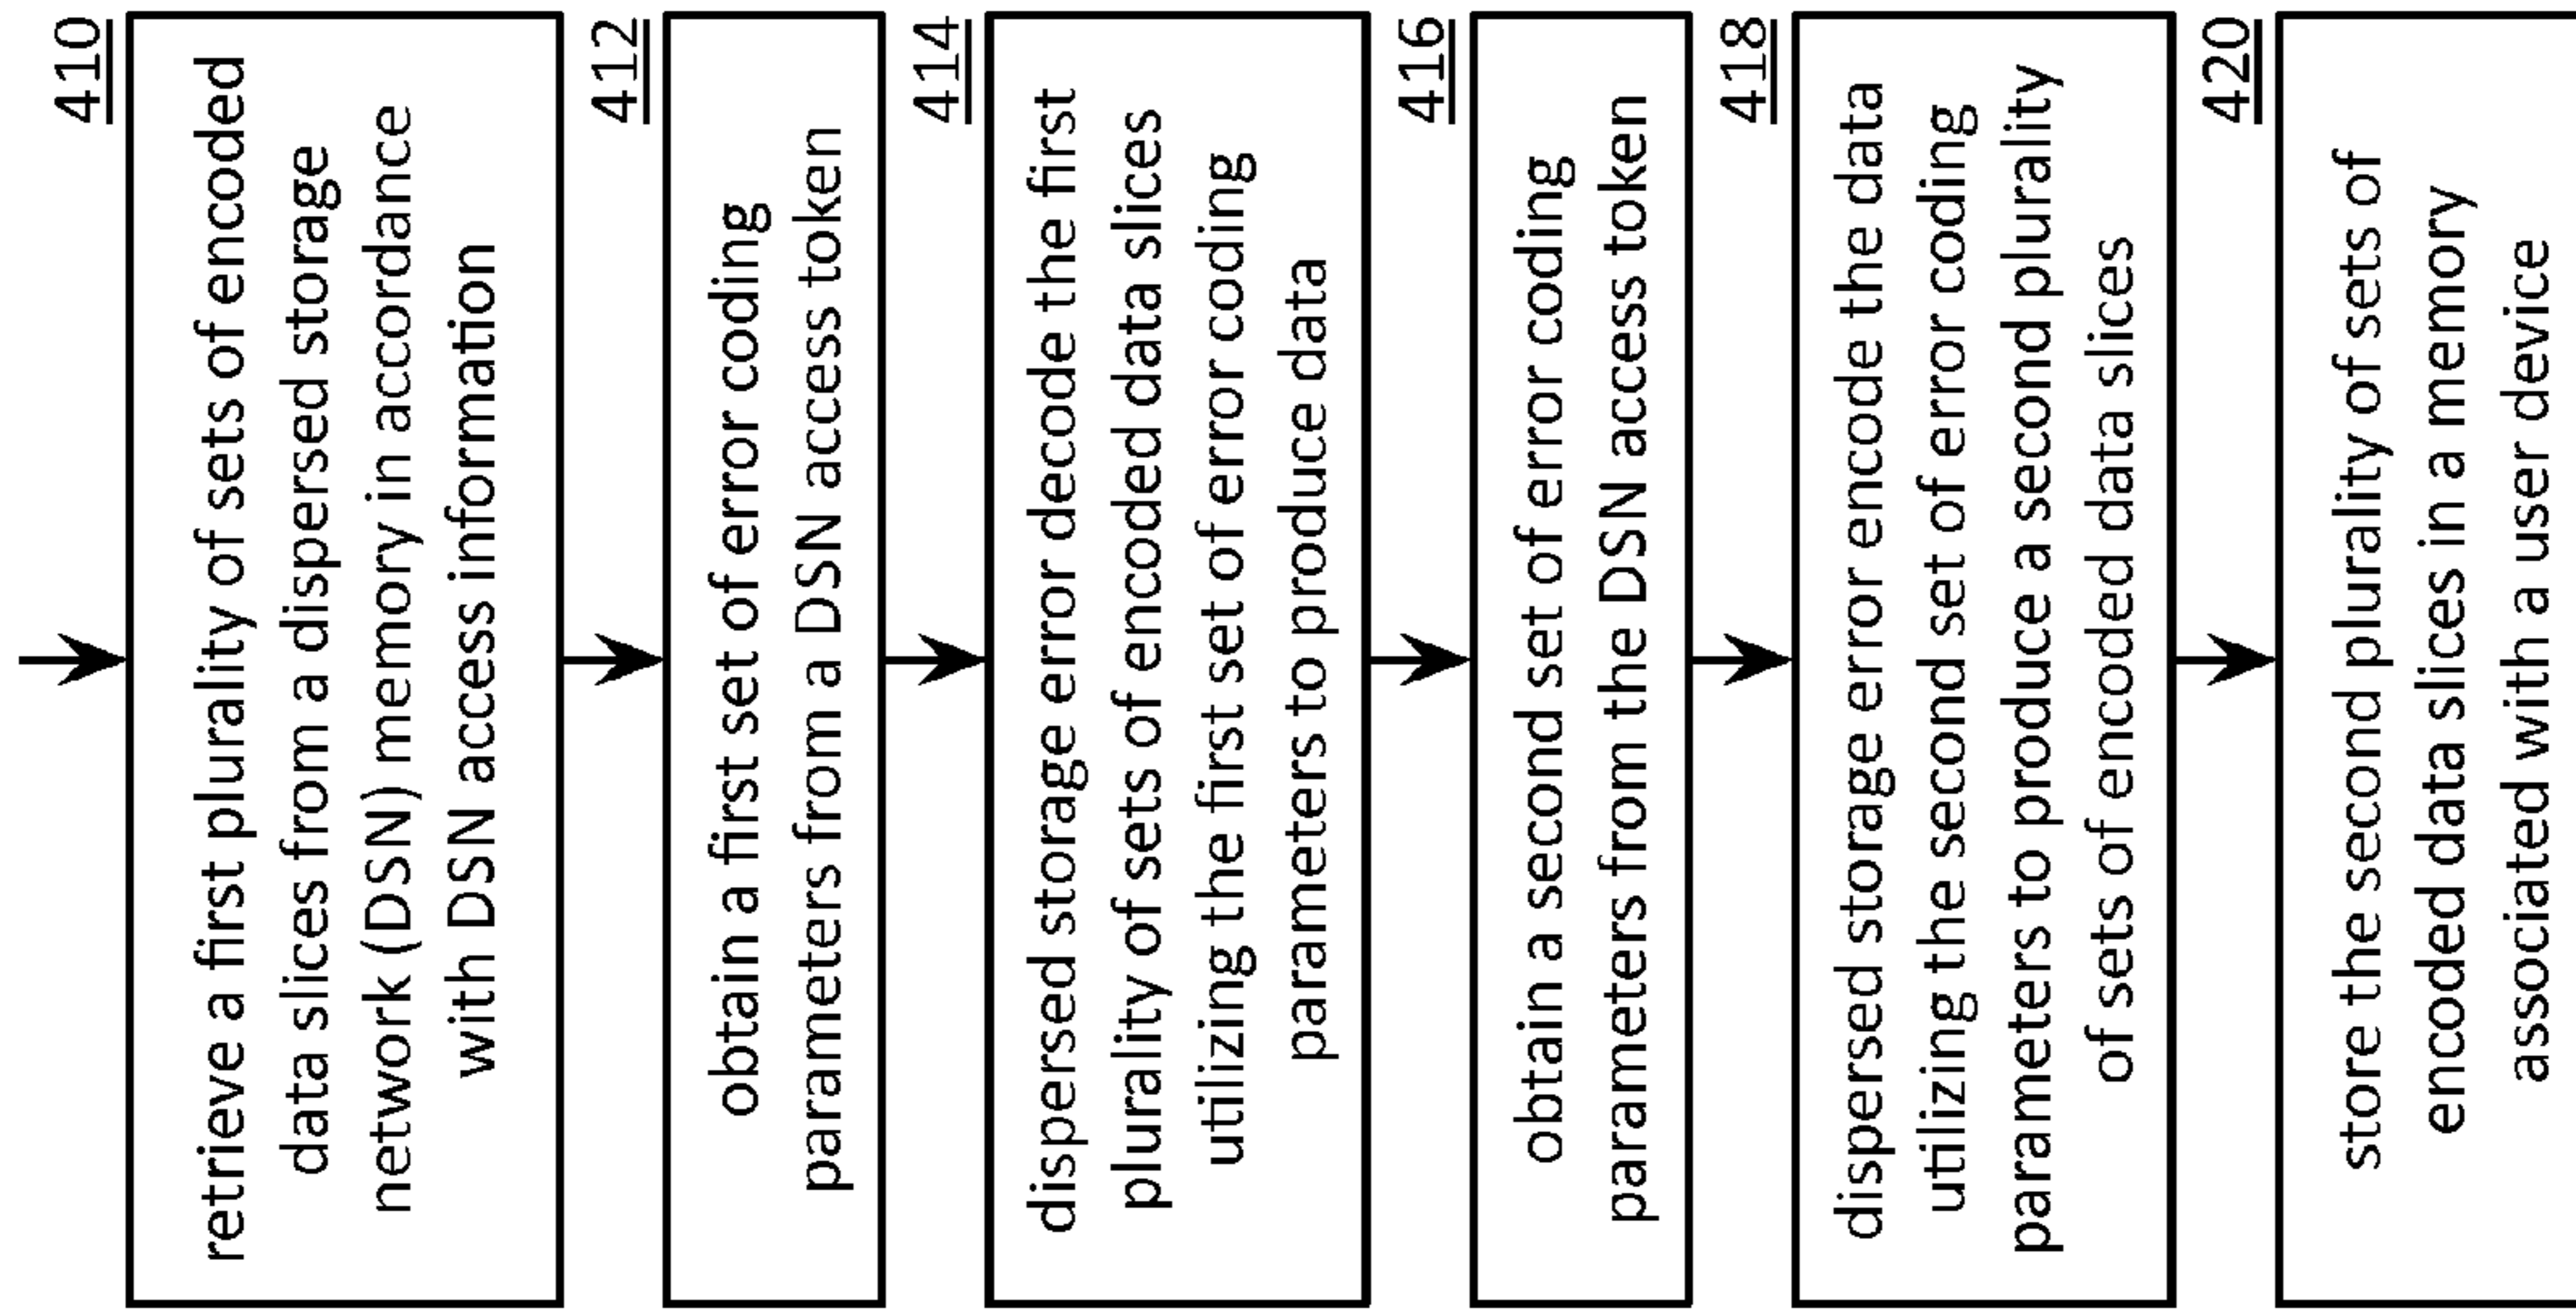 410
retrieve a first plurality of sets of encoded
data slices from a dispersed storage
network (DSN) memory in accordance
with DSN access information
412
obtain a first set of error coding
parameters from a DSN access token
414
dispersed storage error decode the first
plurality of sets of encoded data slices
utilizing the first set of error coding
parameters to produce data
416
obtain a second set of error coding
parameters from the DSN access token
418
dispersed storage error encode the data
utilizing the second set of error coding
parameters to produce a second plurality
of sets of encoded data slices
420
store the second plurality of sets of
encoded data slices in a memory
associated with a user device